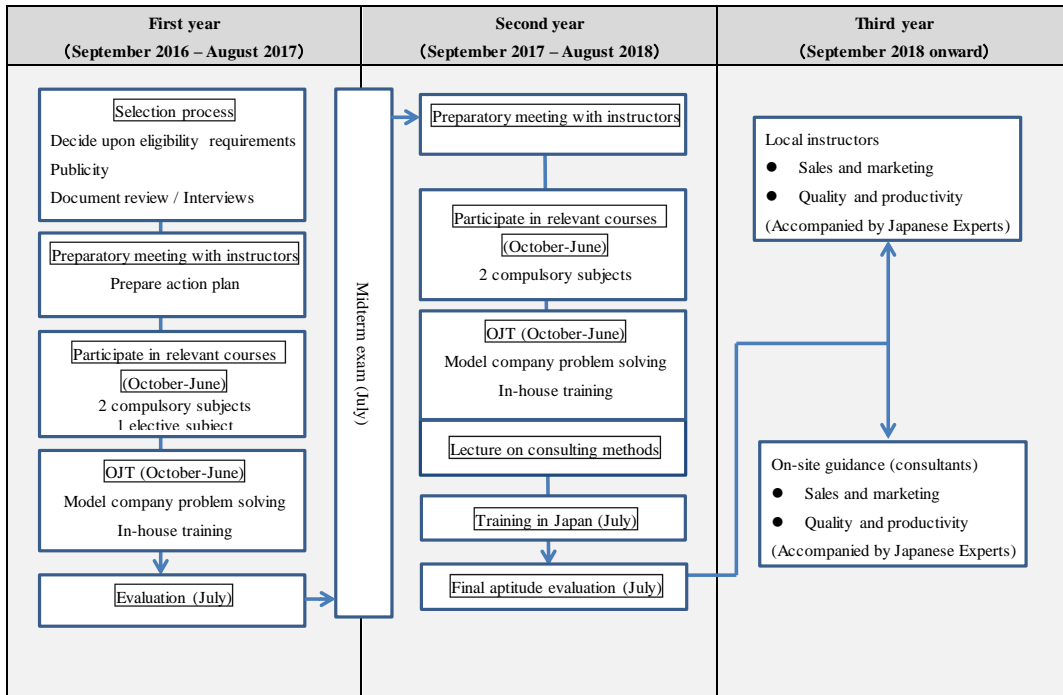 First year
（September 2016 – August 2017）
Second year
（September 2017 – August 2018）
Third year
（September 2018 onward）
Selection process
Decide upon eligibility requirements
Publicity
Document review / Interviews
Preparatory meeting with instructors
Prepare action plan
Participate in relevant courses
(October-June)
2 compulsory subjects
1 elective subject
OJT (October-June)
Model company problem solving
In-house training
Evaluation (July)
Midterm exam (July)
Preparatory meeting with instructors
Participate in relevant courses
(October-June)
2 compulsory subjects
OJT (October-June)
Model company problem solving
In-house training
Lecture on consulting methods
Training in Japan (July)
Final aptitude evaluation (July)
Local instructors
● Sales and marketing
● Quality and productivity
(Accompanied by Japanese Experts)
On-site guidance (consultants)
● Sales and marketing
● Quality and productivity
(Accompanied by Japanese Experts)